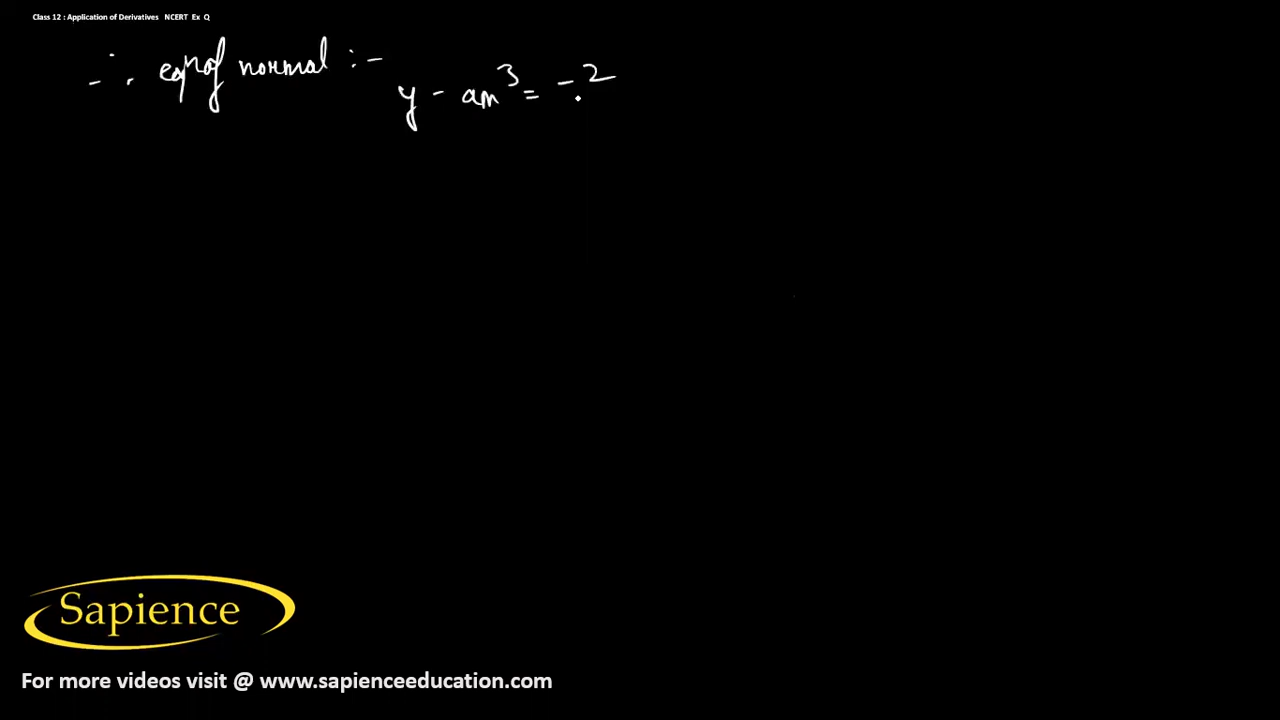 Class 12 : Application of Derivatives NCERT Ex Q
∴ eqn of normal :-
y - am³ = - 2
Sapience
For more videos visit @ www.sapienceeducation.com